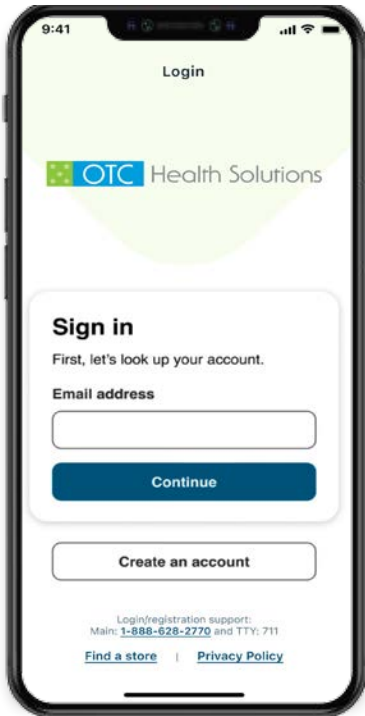 9:41
Login
OTC Health Solutions
Sign in
First, let's look up your account.
Email address
Continue
Create an account
Login/registration support:
Main: 1-888-628-2770 and TTY: 711
Find a store | Privacy Policy